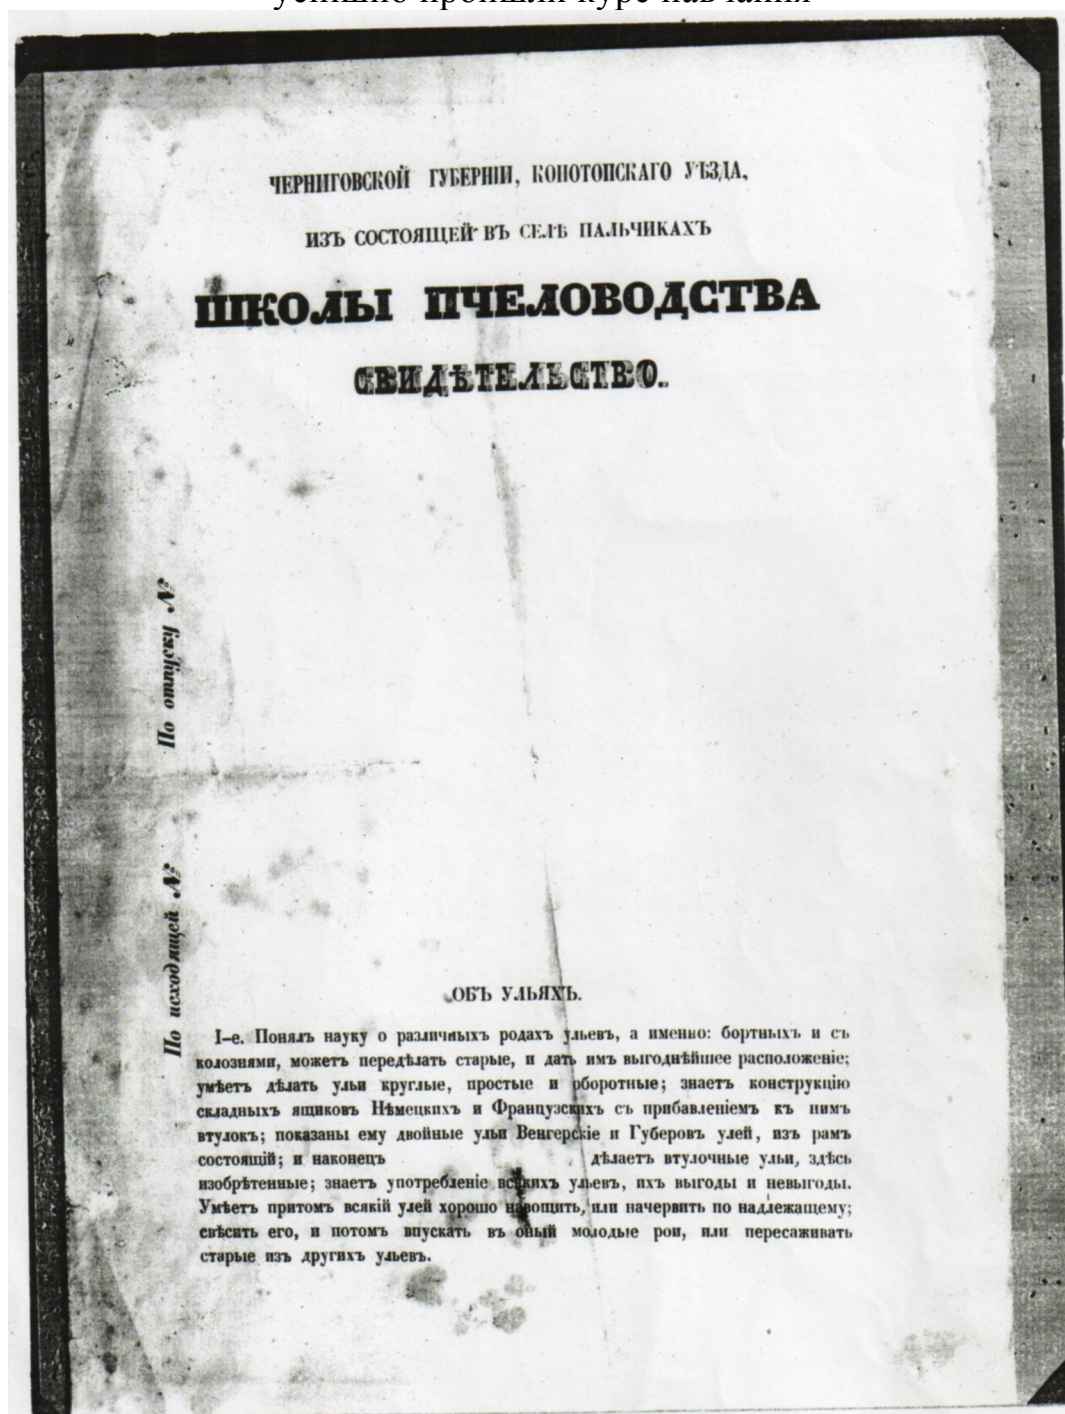 успішно пройшли курс навчання
ЧЕРНИГОВСКОЙ ГУБЕРНІИ, КОНОТОПСКАГО УѢЗДА,
ИЗЪ СОСТОЯЩЕЙ ВЪ СЕЛѢ ПАЛЬЧИКАХЪ
ШКОЛЫ ПЧЕЛОВОДСТВА
СВИДѢТЕЛЬСТВО.
По отпуску №
По исходящей №
ОБЪ УЛЬЯХЪ.
I-е. Понялъ науку о различныхъ родахъ ульевъ, а именно: бортныхъ и съ
колознями, можетъ передѣлать старые, и дать имъ выгоднѣйшее расположеніе;
умѣетъ дѣлать ульи круглые, простые и оборотные; знаетъ конструкцію
складныхъ ящиковъ Нѣмецкихъ и Французскихъ съ прибавленіемъ къ нимъ
втулокъ; показаны ему двойные ульи Венгерскіе и Губеровъ улей, изъ рамъ
состоящій; и наконецъ дѣлаетъ втулочные ульи, здѣсь
изобрѣтенные; знаетъ употребленіе всякихъ ульевъ, ихъ выгоды и невыгоды.
Умѣетъ притомъ всякій улей хорошо навощить, или начервить по надлежащему;
свѣсить его, и потомъ впускать въ оный молодые рои, или пересаживать
старые изъ другихъ ульевъ.